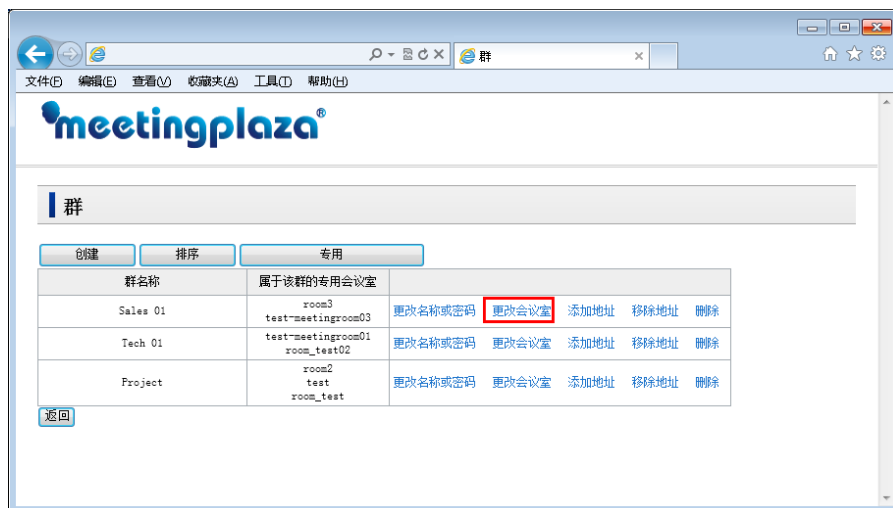 群
文件(F) 编辑(E) 查看(V) 收藏夹(A) 工具(T) 帮助(H)
meetingplaza®
群
创建 排序 专用
群名称 属于该群的专用会议室
Sales 01 room3 更改名称或密码 更改会议室 添加地址 移除地址 删除
test-meetingroom03
Tech 01 test-meetingroom01 更改名称或密码 更改会议室 添加地址 移除地址 删除
room_test02
room2
Project test 更改名称或密码 更改会议室 添加地址 移除地址 删除
room_test
返回